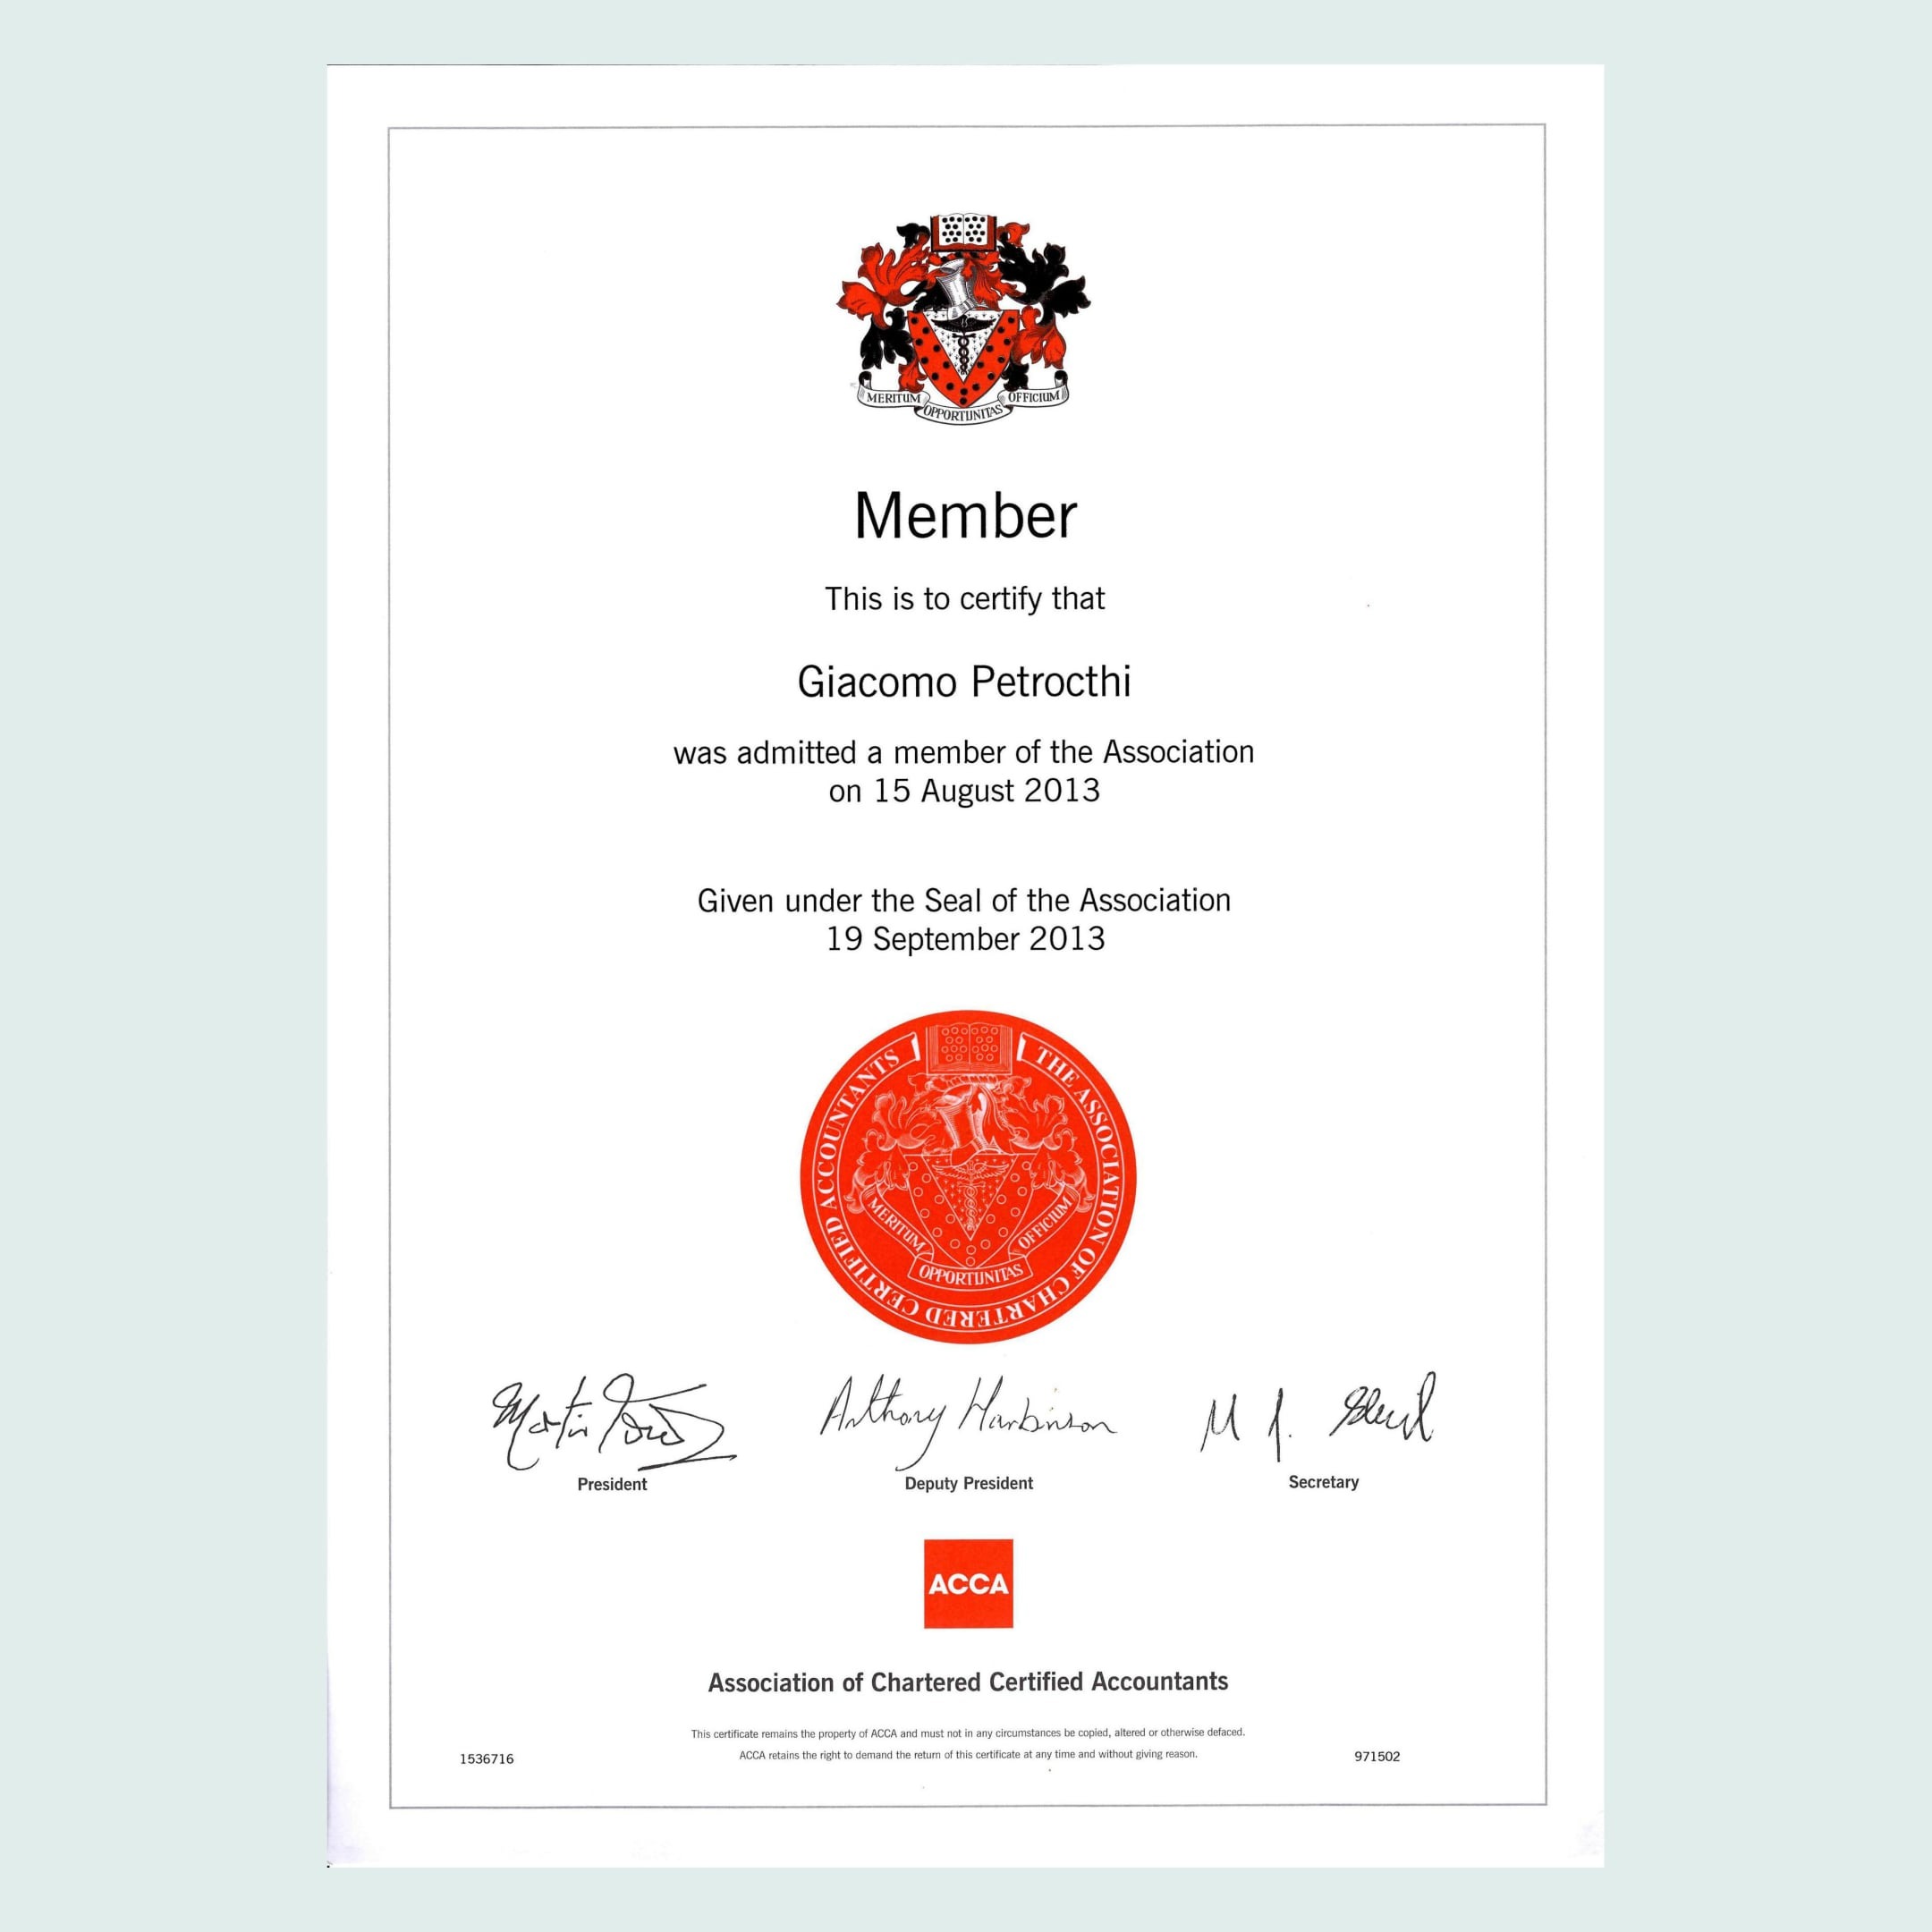 MERITUM OPPORTUNITAS OFFICIUM
Member
This is to certify that
Giacomo Petrocthi
was admitted a member of the Association
on 15 August 2013
Given under the Seal of the Association
19 September 2013
THE ASSOCIATION OF CHARTERED CERTIFIED ACCOUNTANTS
MERITUM OPPORTUNITAS OFFICIUM
Anthony Harbinson
President
Deputy President
Secretary
ACCA
Association of Chartered Certified Accountants
This certificate remains the property of ACCA and must not in any circumstances be copied, altered or otherwise defaced.
ACCA retains the right to demand the return of this certificate at any time and without giving reason.
1536716
971502